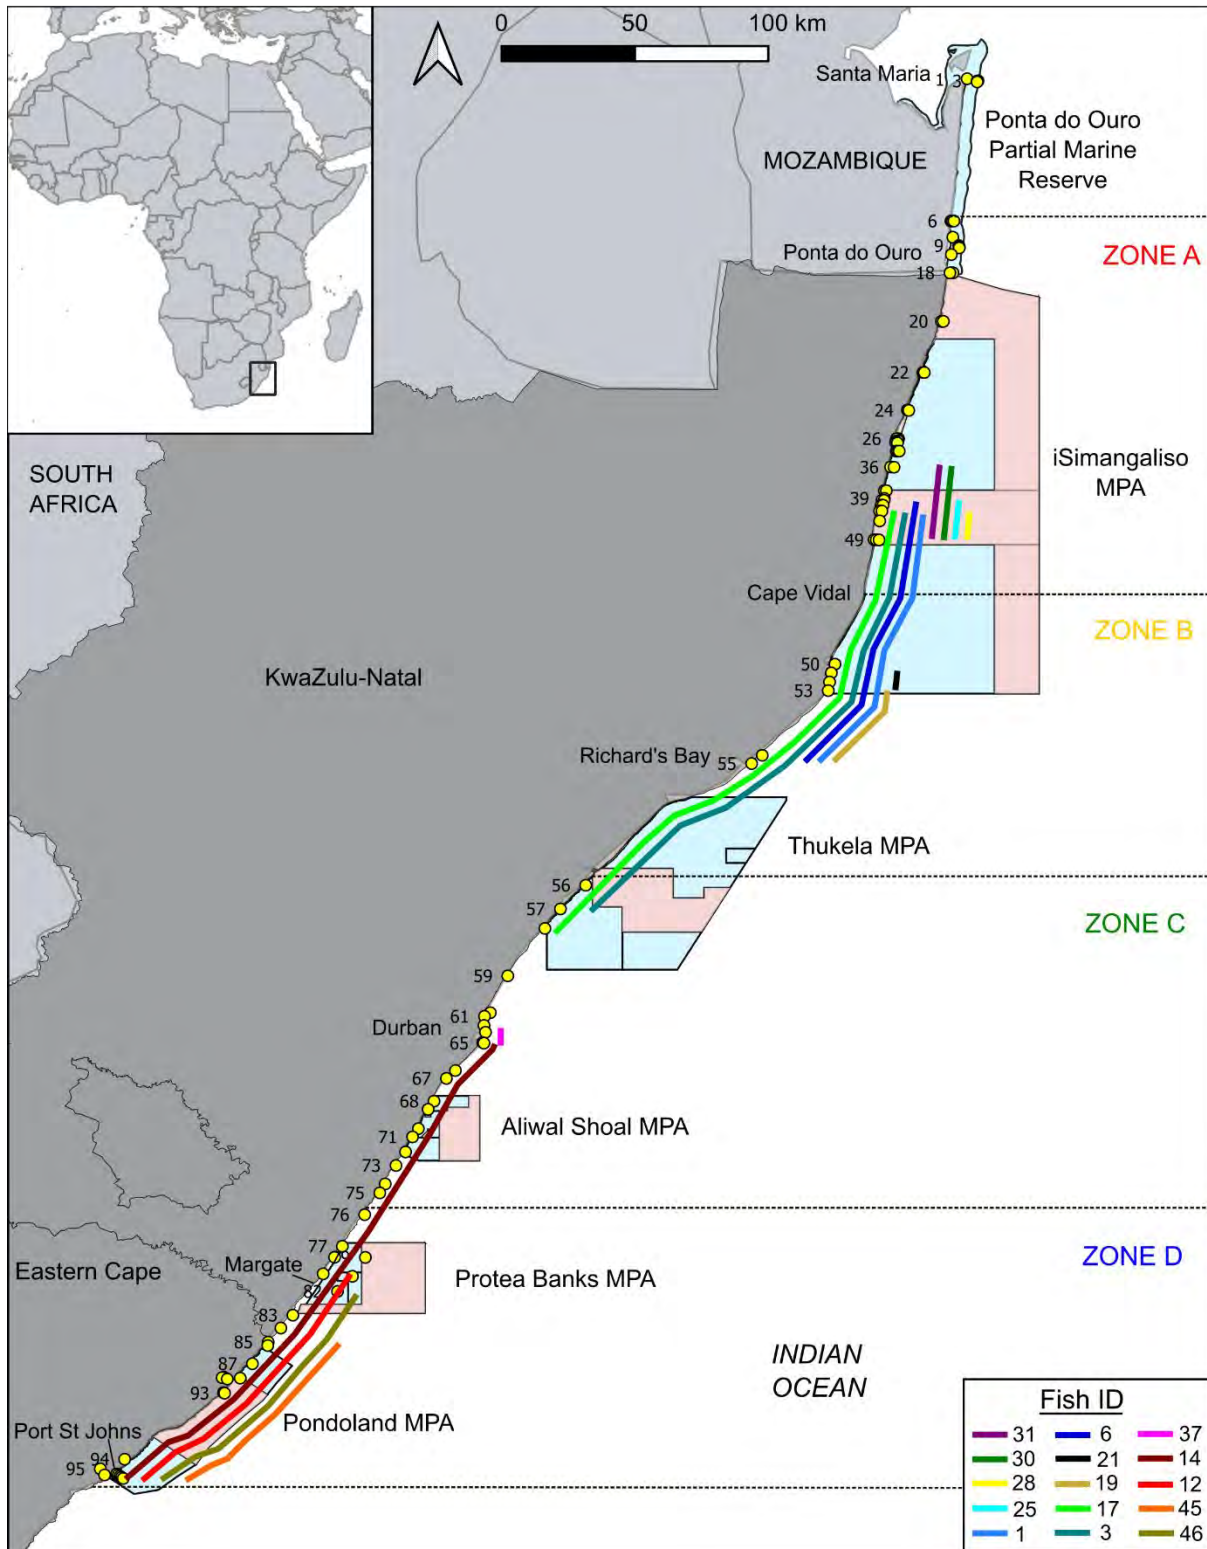 0 50 100 km
Santa Maria
1 3
Ponta do Ouro
Partial Marine
Reserve
MOZAMBIQUE
6
9
Ponta do Ouro
ZONE A
18
20
22
24
26
SOUTH
AFRICA
36
iSimangaliso
MPA
39
49
Cape Vidal
ZONE B
50
KwaZulu-Natal
53
Richard's Bay
55
Thukela MPA
56
57
ZONE C
59
61
Durban
65
67
68
Aliwal Shoal MPA
71
73
75
76
77
ZONE D
Margate
Eastern Cape
Protea Banks MPA
82
83
85
INDIAN
OCEAN
87
93
Pondoland MPA
Port St Johns
94
95
Fish ID
31 6 37
30 21 14
28 19 12
25 17 45
1 3 46